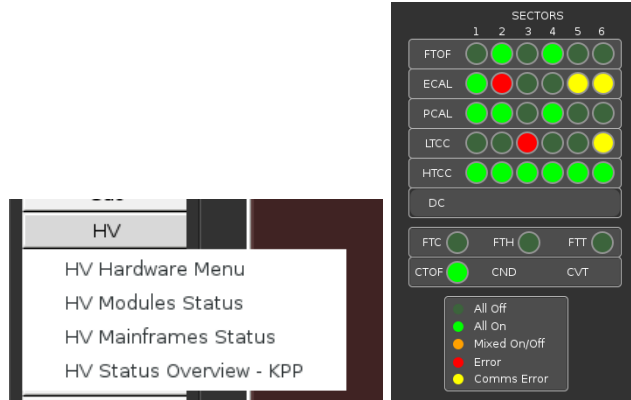 HV
HV Hardware Menu
HV Modules Status
HV Mainframes Status
HV Status Overview - KPP
SECTORS
1 2 3 4 5 6
FTOF
ECAL
PCAL
LTCC
HTCC
DC
FTC FTH FTT
CTOF CND CVT
All Off
All On
Mixed On/Off
Error
Comms Error